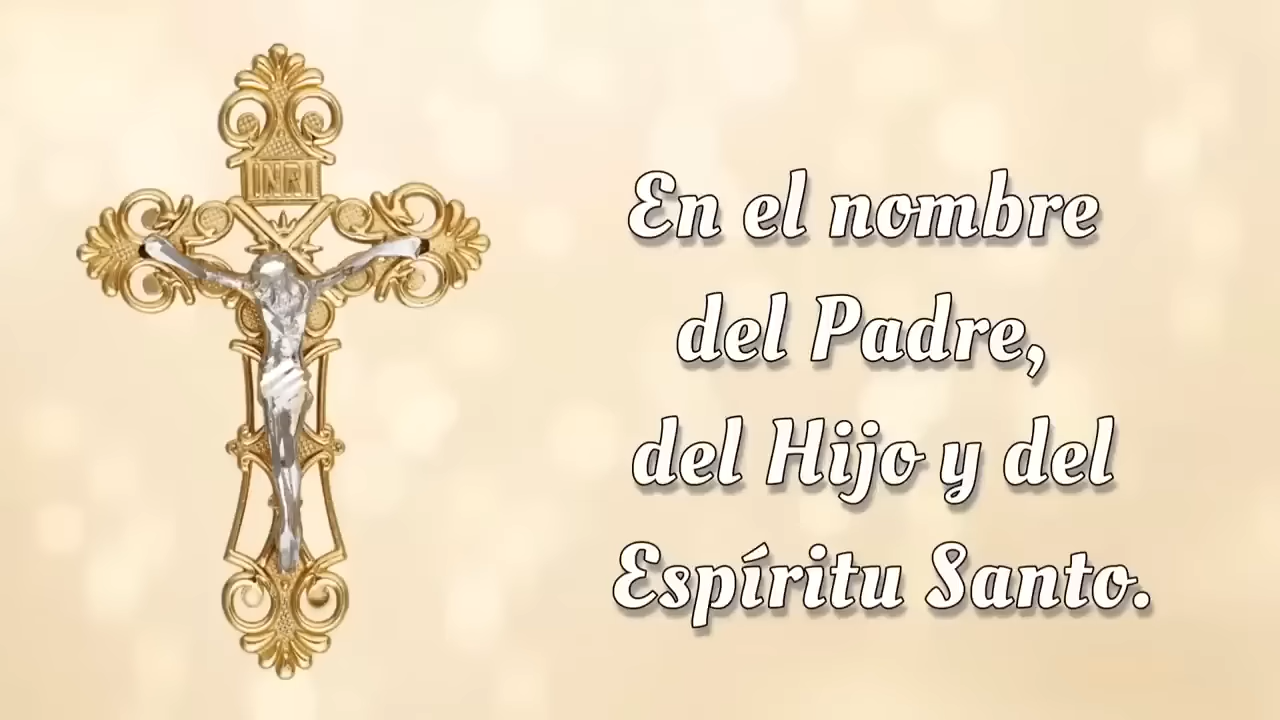 INRI
En el nombre
del Padre,
del Hijo y del
Espíritu Santo.